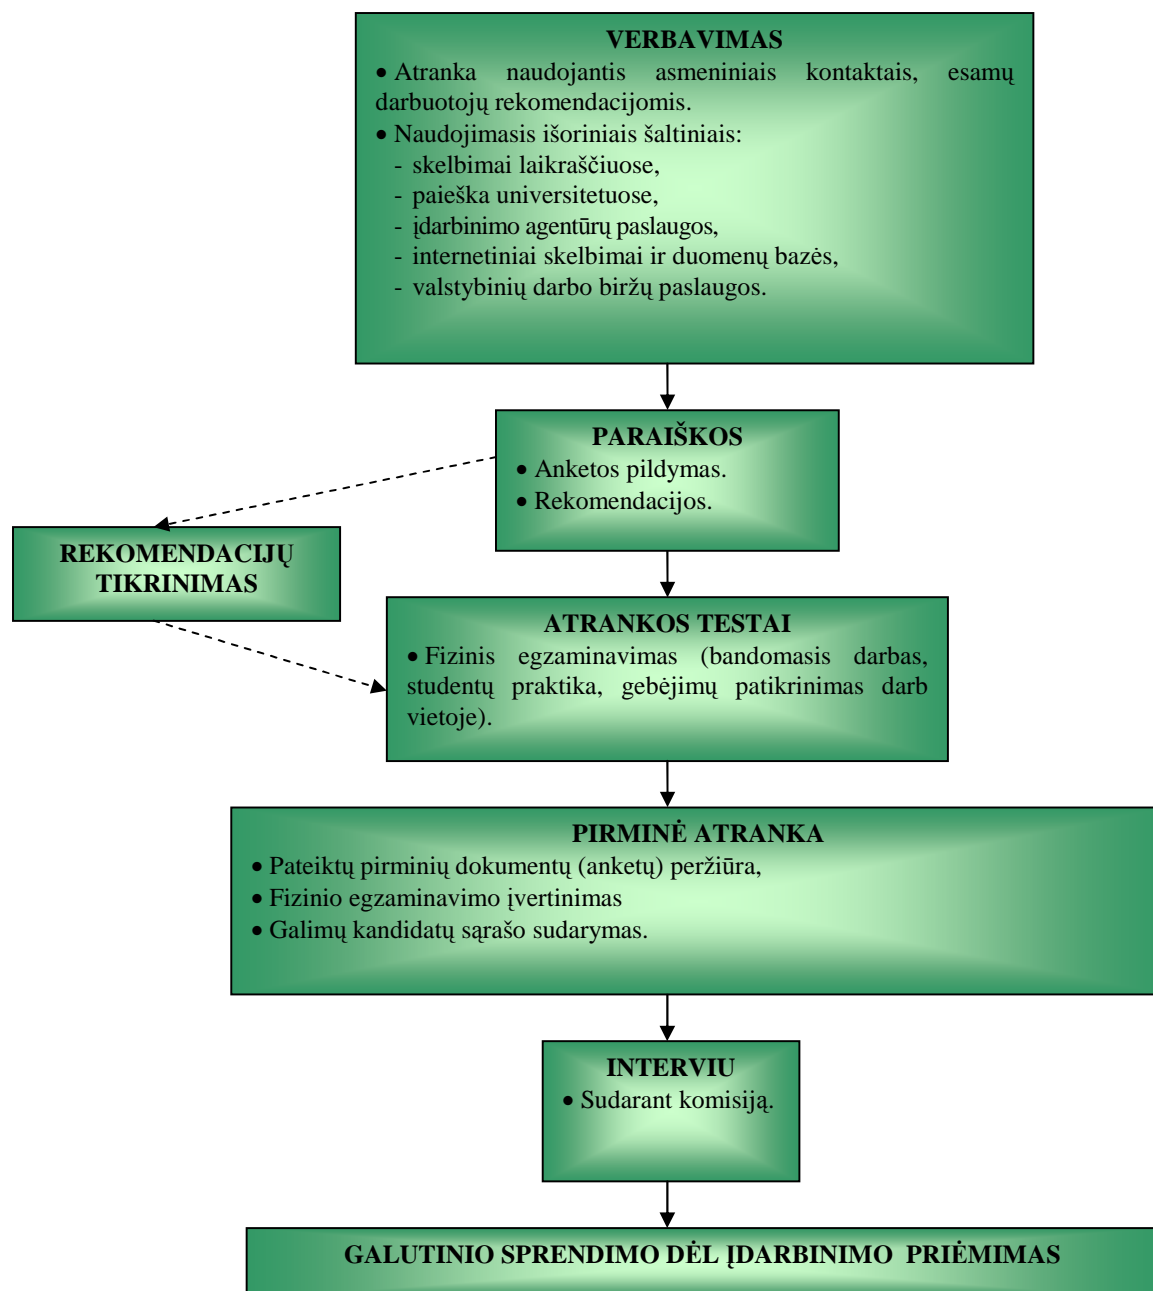 VERBAVIMAS
• Atranka naudojantis asmeniniais kontaktais, esamų
darbuotojų rekomendacijomis.
• Naudojimasis išoriniais šaltiniais:
- skelbimai laikraščiuose,
- paieška universitetuose,
- įdarbinimo agentūrų paslaugos,
- internetiniai skelbimai ir duomenų bazės,
- valstybinių darbo biržų paslaugos.
PARAIŠKOS
• Anketos pildymas.
• Rekomendacijos.
REKOMENDACIJŲ
TIKRINIMAS
ATRANKOS TESTAI
• Fizinis egzaminavimas (bandomasis darbas,
studentų praktika, gebėjimų patikrinimas darb
vietoje).
PIRMINĖ ATRANKA
• Pateiktų pirminių dokumentų (anketų) peržiūra,
• Fizinio egzaminavimo įvertinimas
• Galimų kandidatų sąrašo sudarymas.
INTERVIU
• Sudarant komisiją.
GALUTINIO SPRENDIMO DĖL ĮDARBINIMO PRIĖMIMAS